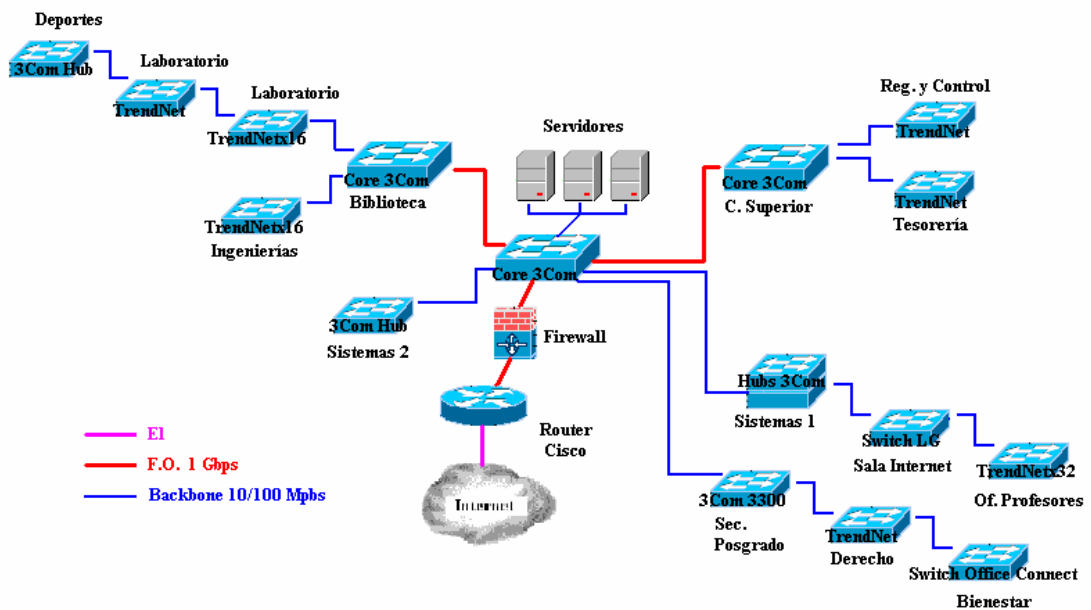 Deportes
3Com Hub
Laboratorio
TrendNet
Laboratorio
TrendNetx16
Core 3Com
Biblioteca
TrendNetx16
Ingenierías
Servidores
Reg. y Control
TrendNet
Core 3Com
C. Superior
TrendNet
Tesorería
Core 3Com
3Com Hub
Sistemas 2
Firewall
Router
Cisco
Internet
E1
F.O. 1 Gbps
Backbone 10/100 Mpbs
Hubs 3Com
Sistemas 1
Switch LG
Sala Internet
TrendNetx32
Of. Profesores
3Com 3300
Sec.
Posgrado
TrendNet
Derecho
Switch Office Connect
Bienestar